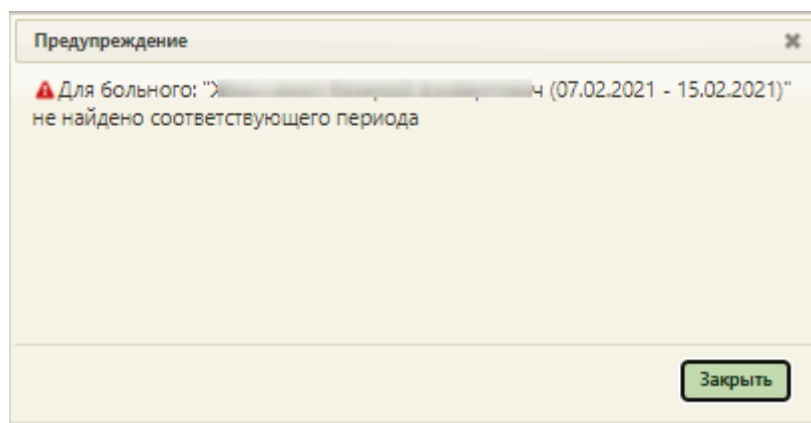 Предупреждение
Для больного: "Х ч (07.02.2021 - 15.02.2021)"
не найдено соответствующего периода
Закрыть